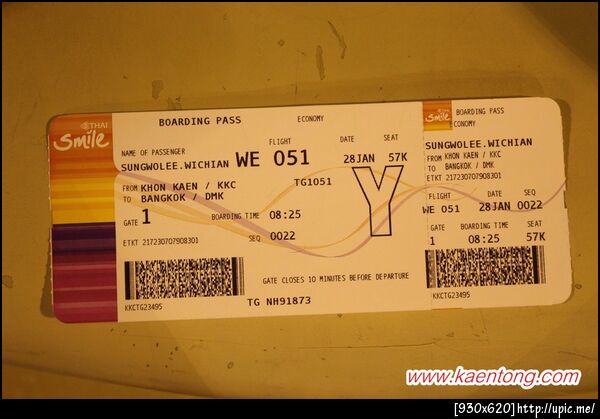 THAI
Smile
BOARDING PASS ECONOMY
NAME OF PASSENGER FLIGHT DATE SEAT
SUNGWOLEE.WICHIAN WE 051 28JAN 57K
FROM KHON KAEN / KKC TG1051
TO BANGKOK / DMK
Y
GATE 1 BOARDING TIME 08:25
ETKT 217230707908301 SEQ 0022
GATE CLOSES 10 MINUTES BEFORE DEPARTURE
KKCTG23495
TG NH91873
BOARDING PASS
ECONOMY
SUNGWOLEE.WICHIAN
FROM KHON KAEN / KKC
TO BANGKOK / DMK
ETKT 217230707908301
FLIGHT DATE SEQ
WE 051 28JAN 0022
GATE BOARDING TIME SEAT
1 08:25 57K
KKCTG23495
www.kaentong.com
[930x620] http://upic.me/